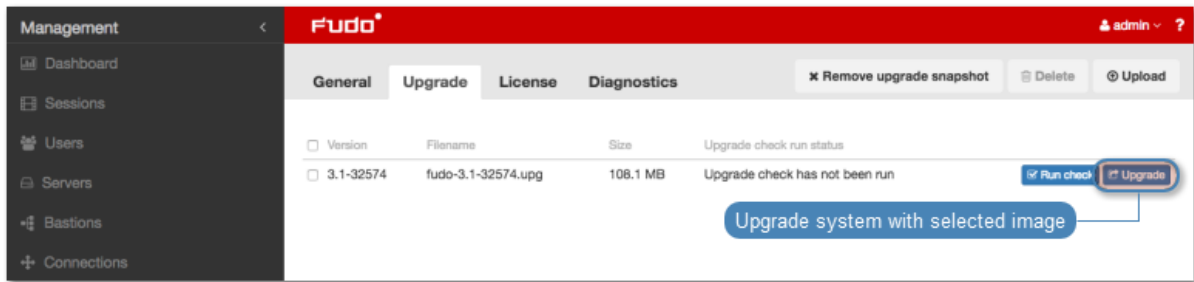 Management <
Fudo
admin ?
Dashboard
General Upgrade License Diagnostics
Remove upgrade snapshot Delete Upload
Sessions
Users
Version Filename Size Upgrade check run status
3.1-32574 fudo-3.1-32574.upg 108.1 MB Upgrade check has not been run Run check Upgrade
Servers
Upgrade system with selected image
Bastions
Connections